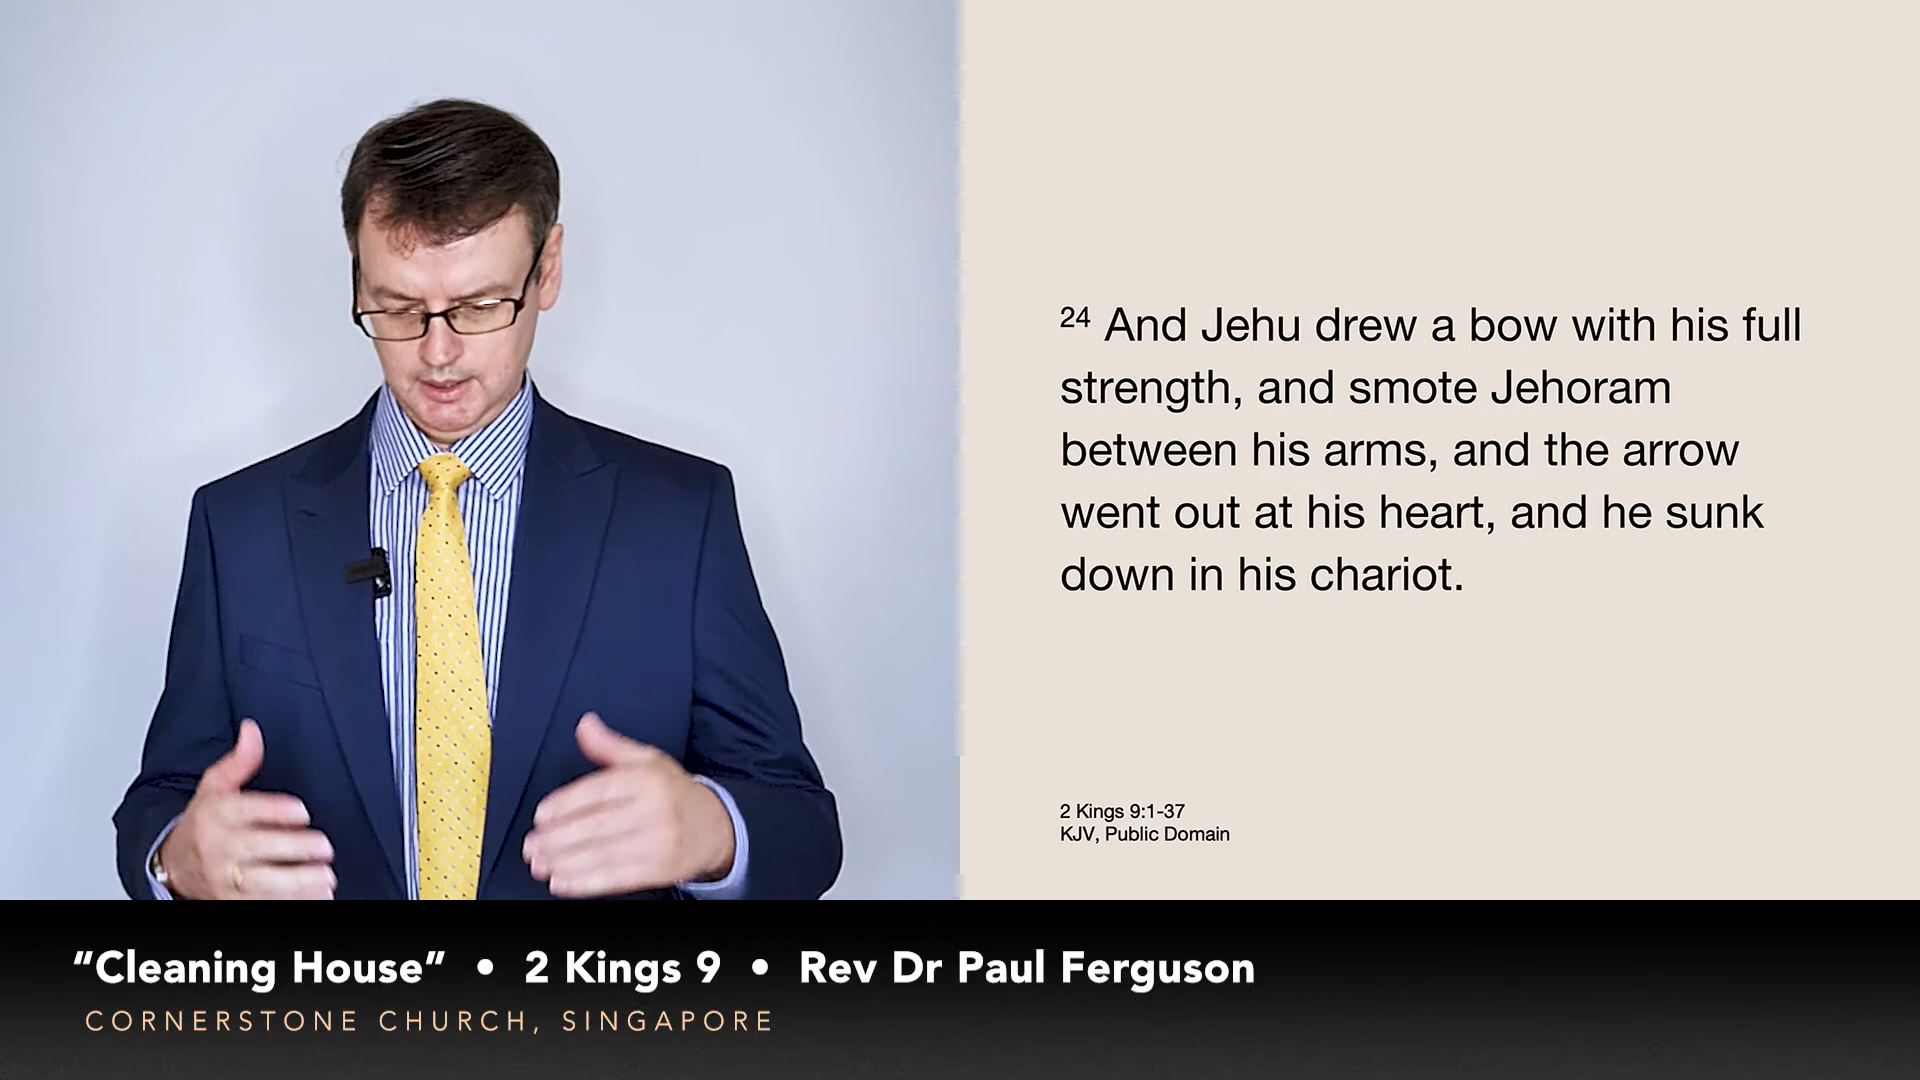 24 And Jehu drew a bow with his full
strength, and smote Jehoram
between his arms, and the arrow
went out at his heart, and he sunk
down in his chariot.
2 Kings 9:1-37
KJV, Public Domain
“Cleaning House” • 2 Kings 9 • Rev Dr Paul Ferguson
CORNERSTONE CHURCH, SINGAPORE